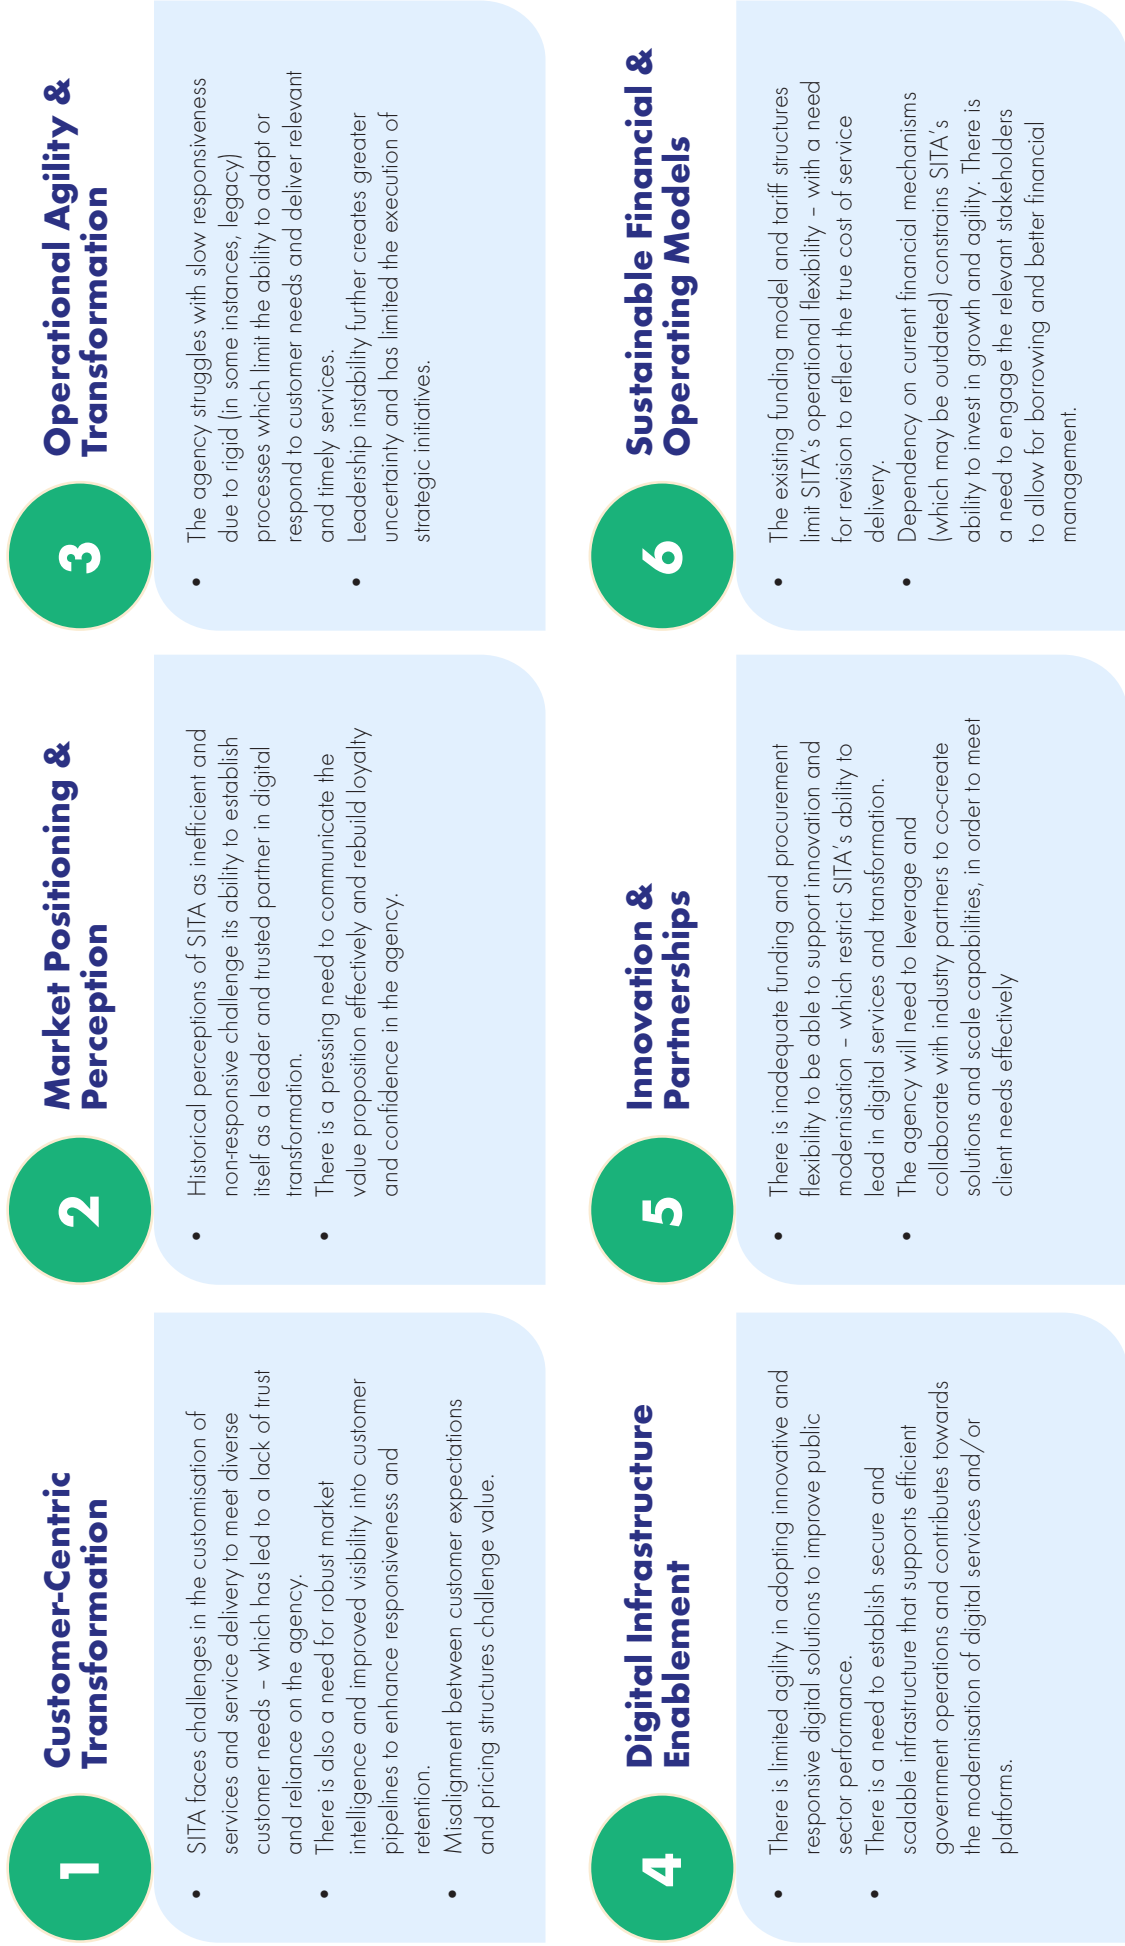 1
Customer-Centric
Transformation
• SITA faces challenges in the customisation of
services and service delivery to meet diverse
customer needs – which has led to a lack of trust
and reliance on the agency.
• There is also a need for robust market
intelligence and improved visibility into customer
pipelines to enhance responsiveness and
retention.
• Misalignment between customer expectations
and pricing structures challenge value.
2
Market Positioning &
Perception
• Historical perceptions of SITA as inefficient and
non-responsive challenge its ability to establish
itself as a leader and trusted partner in digital
transformation.
• There is a pressing need to communicate the
value proposition effectively and rebuild loyalty
and confidence in the agency.
3
Operational Agility &
Transformation
• The agency struggles with slow responsiveness
due to rigid (in some instances, legacy)
processes which limit the ability to adapt or
respond to customer needs and deliver relevant
and timely services.
• Leadership instability further creates greater
uncertainty and has limited the execution of
strategic initiatives.
4
Digital Infrastructure
Enablement
• There is limited agility in adopting innovative and
responsive digital solutions to improve public
sector performance.
• There is a need to establish secure and
scalable infrastructure that supports efficient
government operations and contributes towards
the modernisation of digital services and/or
platforms.
5
Innovation &
Partnerships
• There is inadequate funding and procurement
flexibility to be able to support innovation and
modernisation – which restrict SITA's ability to
lead in digital services and transformation.
• The agency will need to leverage and
collaborate with industry partners to co-create
solutions and scale capabilities, in order to meet
client needs effectively
6
Sustainable Financial &
Operating Models
• The existing funding model and tariff structures
limit SITA's operational flexibility – with a need
for revision to reflect the true cost of service
delivery.
• Dependency on current financial mechanisms
(which may be outdated) constrains SITA's
ability to invest in growth and agility. There is
a need to engage the relevant stakeholders
to allow for borrowing and better financial
management.